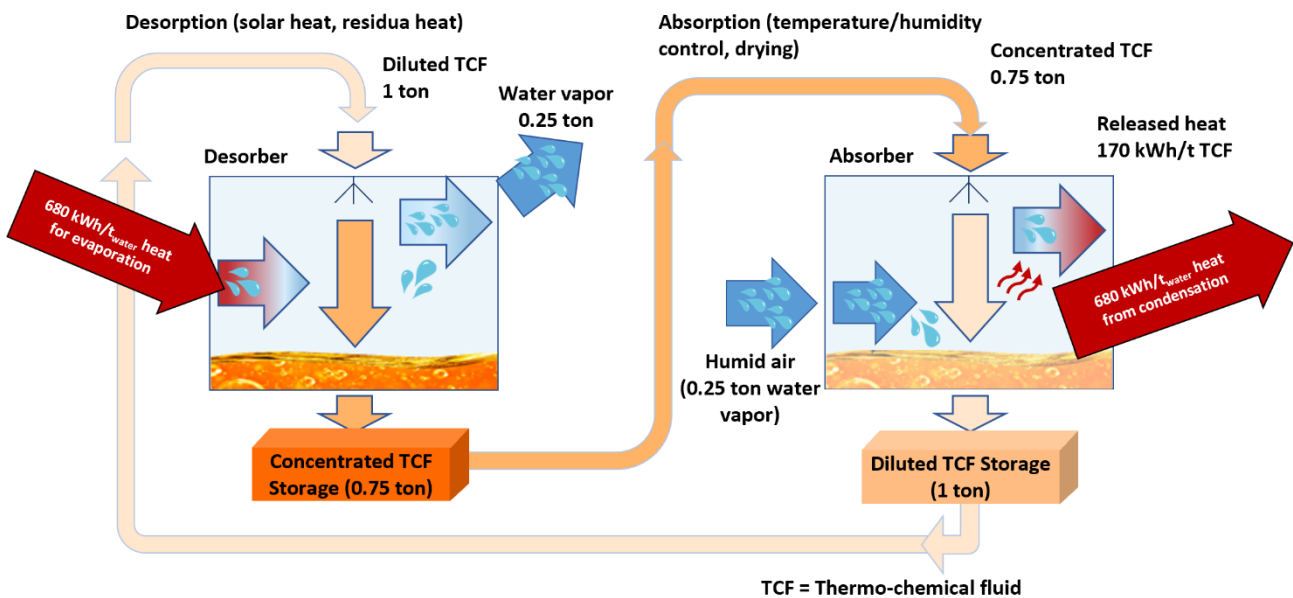 Desorption (solar heat, residua heat)
Diluted TCF
1 ton
Water vapor
0.25 ton
Desorber
680 kWh/t_water heat
for evaporation
Concentrated TCF
Storage (0.75 ton)
Absorption (temperature/humidity
control, drying)
Concentrated TCF
0.75 ton
Released heat
170 kWh/t TCF
Absorber
680 kWh/t_water heat
from condensation
Humid air
(0.25 ton water
vapor)
Diluted TCF Storage
(1 ton)
TCF = Thermo-chemical fluid